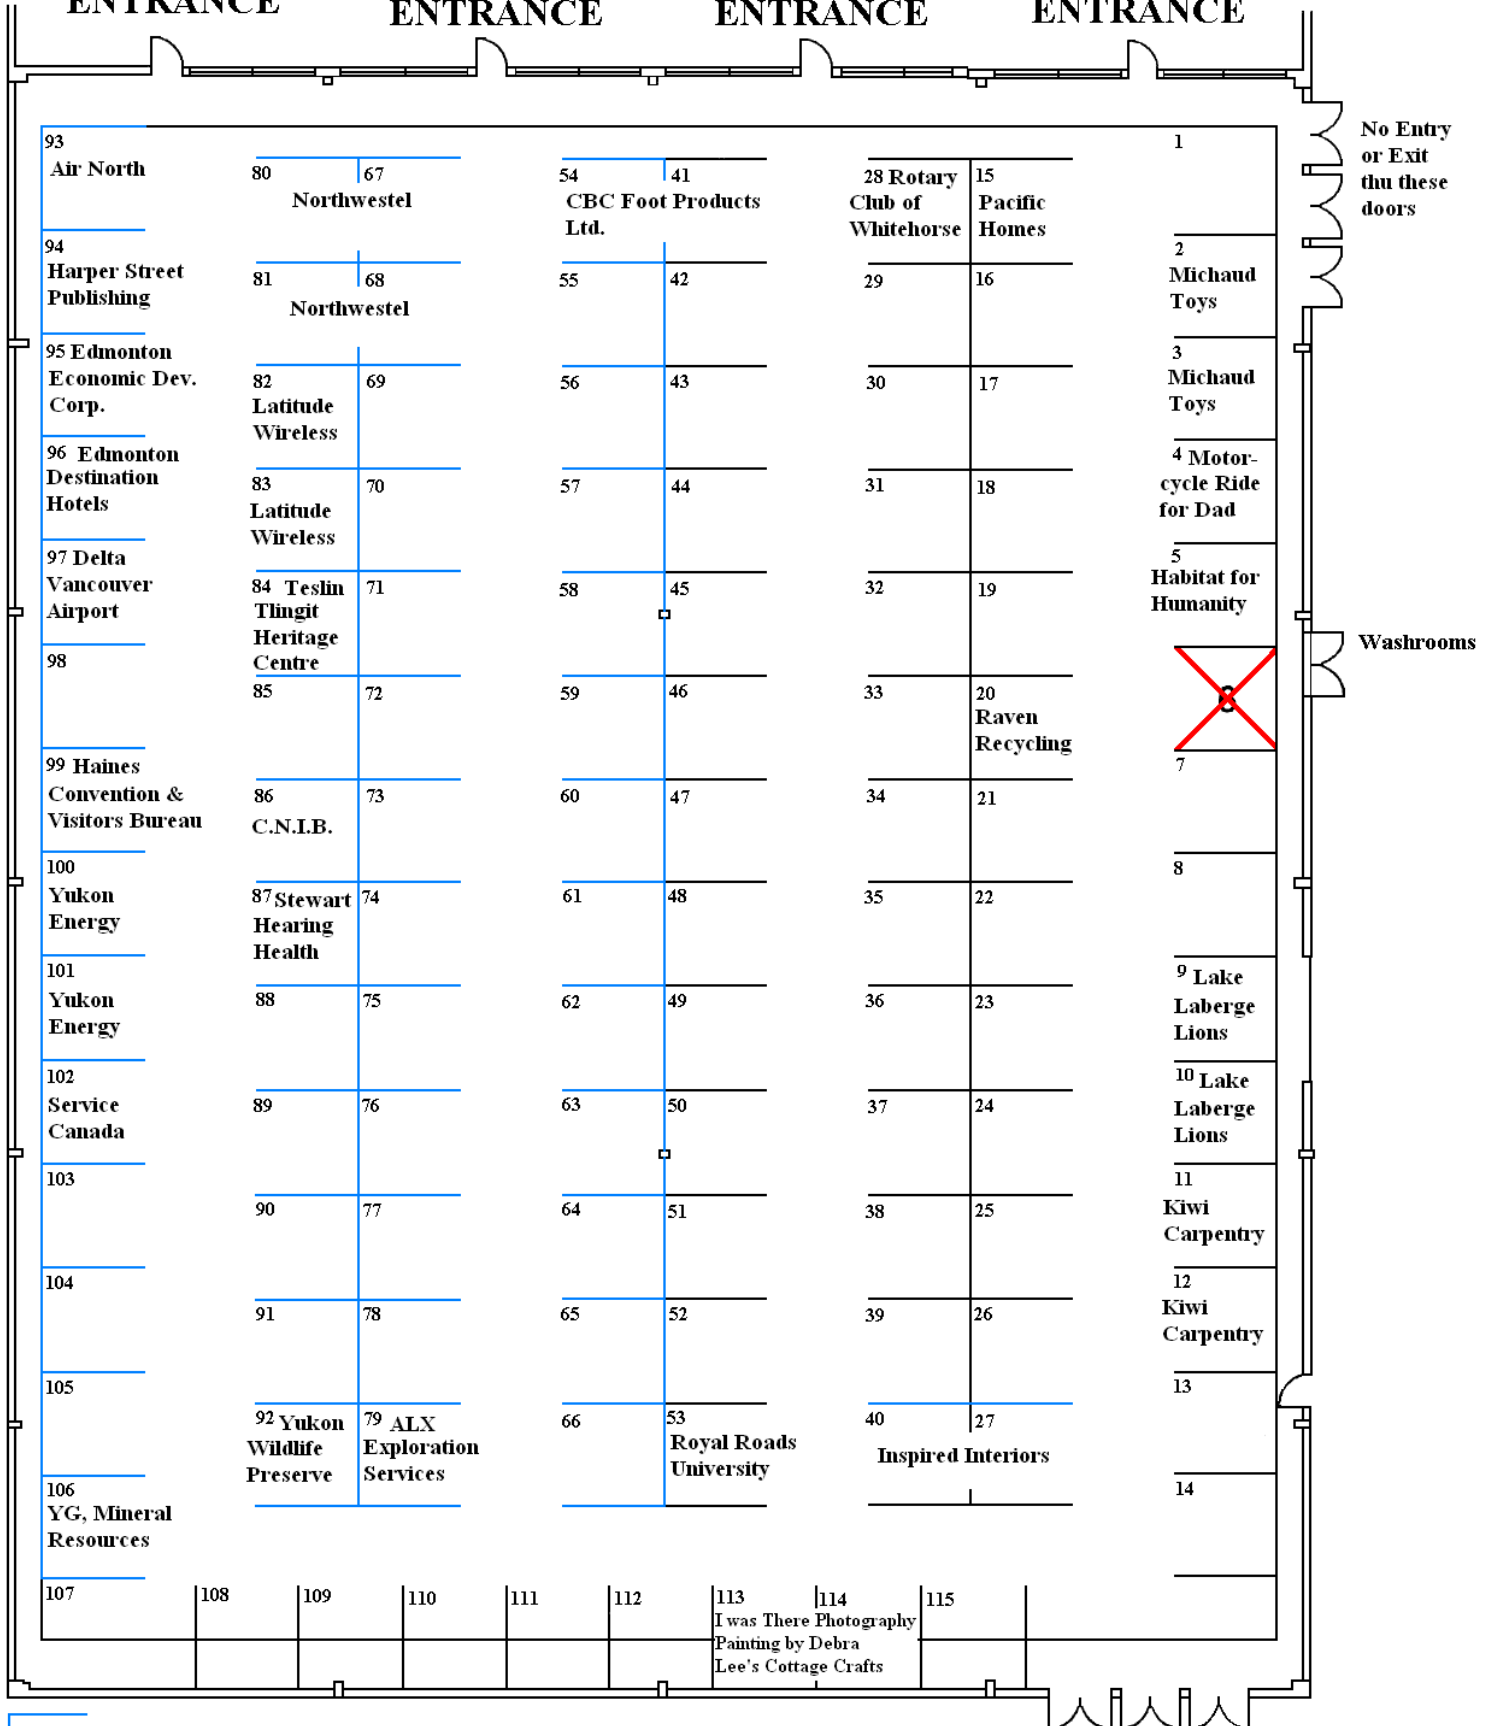 ENTRANCE
ENTRANCE
ENTRANCE
ENTRANCE
No Entry
or Exit
thu these
doors
Washrooms
93
Air North
94
Harper Street
Publishing
95 Edmonton
Economic Dev.
Corp.
96 Edmonton
Destination
Hotels
97 Delta
Vancouver
Airport
98
99 Haines
Convention &
Visitors Bureau
100
Yukon
Energy
101
Yukon
Energy
102
Service
Canada
103
104
105
106
YG, Mineral
Resources
80 67
Northwestel
81 68
Northwestel
82
Latitude
Wireless
83
Latitude
Wireless
84 Teslin
Tlingit
Heritage
Centre
85
86
C.N.I.B.
87 Stewart
Hearing
Health
88
89
90
91
92 Yukon
Wildlife
Preserve
69
70
71
72
73
74
75
76
77
78
79 ALX
Exploration
Services
54 41
CBC Foot Products
Ltd.
55
56
57
58
59
60
61
62
63
64
65
66
42
43
44
45
46
47
48
49
50
51
52
53
Royal Roads
University
28 Rotary
Club of
Whitehorse
29
30
31
32
33
34
35
36
37
38
39
15
Pacific
Homes
16
17
18
19
20
Raven
Recycling
21
22
23
24
25
26
40 27
Inspired Interiors
1
2
Michaud
Toys
3
Michaud
Toys
4 Motor-
cycle Ride
for Dad
5
Habitat for
Humanity
7
8
9 Lake
Laberge
Lions
10 Lake
Laberge
Lions
11
Kiwi
Carpentry
12
Kiwi
Carpentry
13
14
107 108 109 110 111 112 113 114 115
I was There Photography
Painting by Debra
Lee's Cottage Crafts